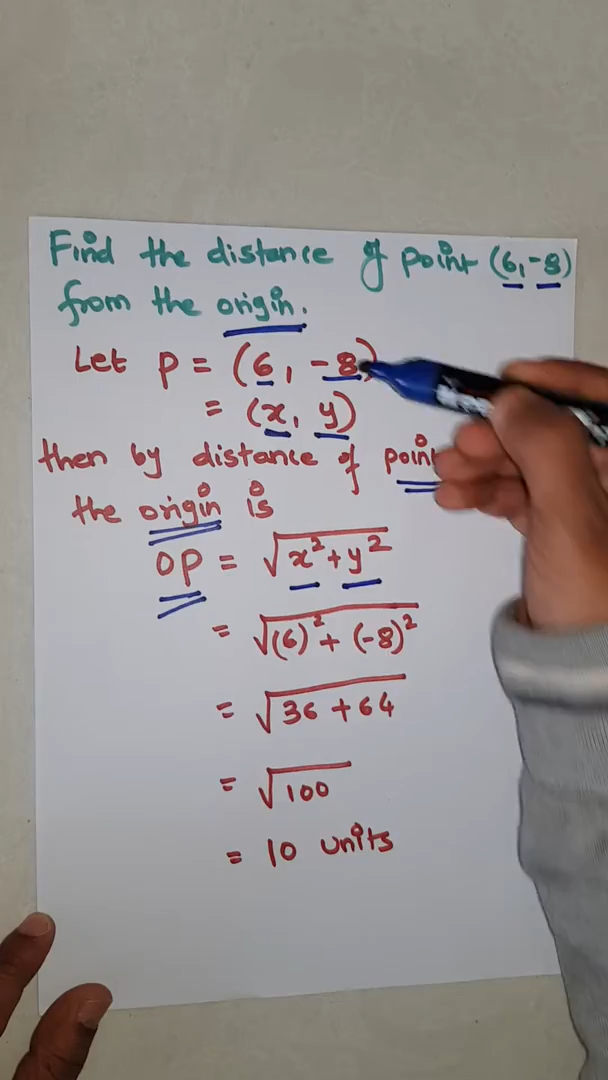 Find the distance of point (6,-8)
from the origin.
Let P = (6, -8)
= (x, y)
then by distance of point
the origin is
OP = √x²+y²
= √(6)²+(-8)²
= √36+64
= √100
= 10 units